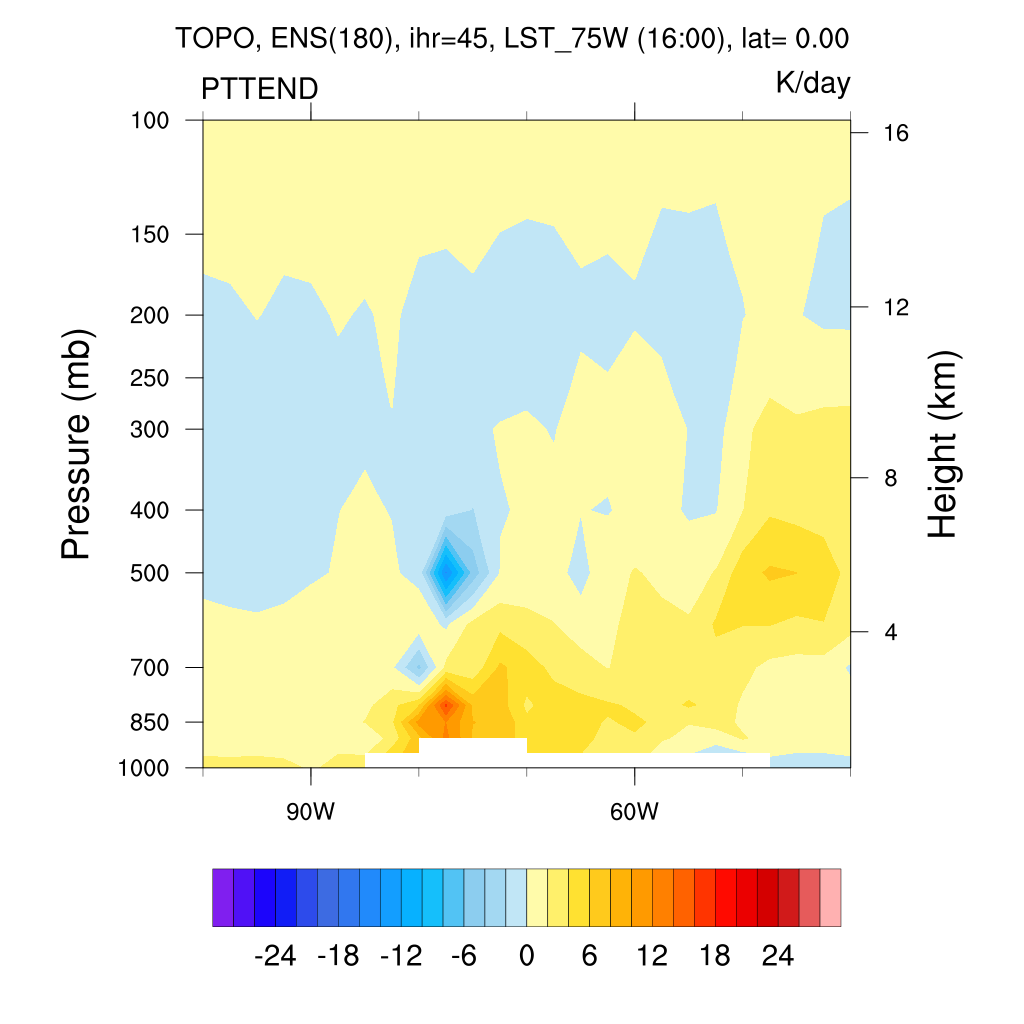 TOPO, ENS(180), ihr=45, LST_75W (16:00), lat= 0.00
PTTEND
K/day
100
150
200
250
300
400
500
700
850
1000
Pressure (mb)
16
12
8
4
Height (km)
90W
60W
-24 -18 -12 -6 0 6 12 18 24